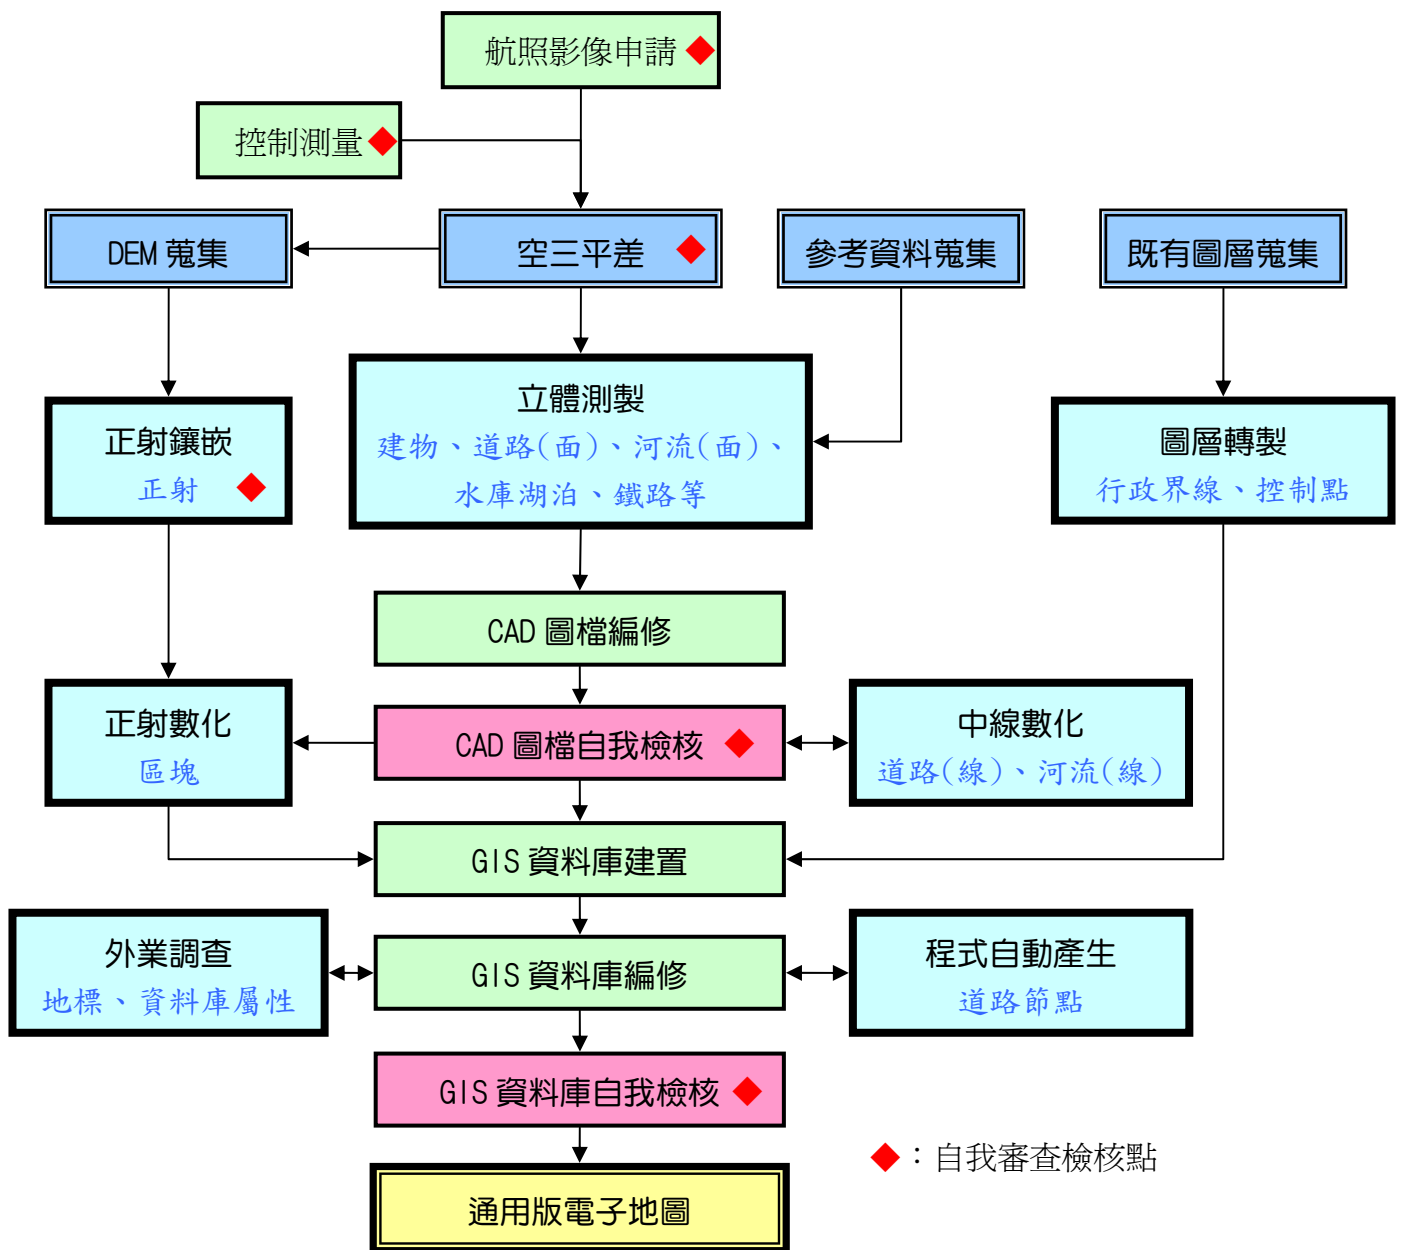 航照影像申請
控制測量
DEM 蒐集
空三平差
參考資料蒐集
既有圖層蒐集
立體測製
建物、道路(面)、河流(面)、
水庫湖泊、鐵路等
正射鑲嵌
正射
圖層轉製
行政界線、控制點
CAD 圖檔編修
正射數化
區塊
CAD 圖檔自我檢核
中線數化
道路(線)、河流(線)
GIS 資料庫建置
外業調查
地標、資料庫屬性
GIS 資料庫編修
程式自動產生
道路節點
GIS 資料庫自我檢核
◆：自我審查檢核點
通用版電子地圖